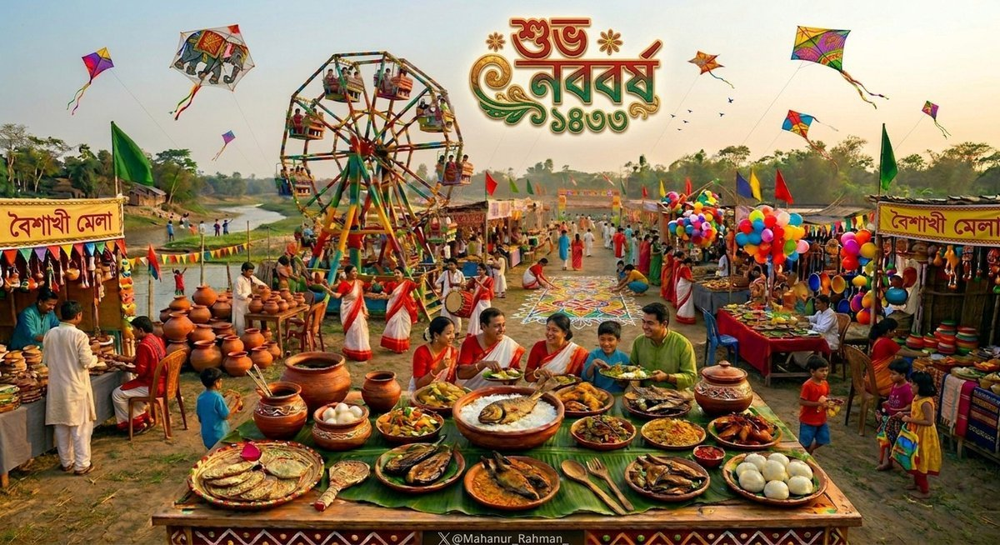 শুভ
নববর্ষ
১৪৩৩
বৈশাখী মেলা
বৈশাখী মেলা
X @Mahanur_Rahman_